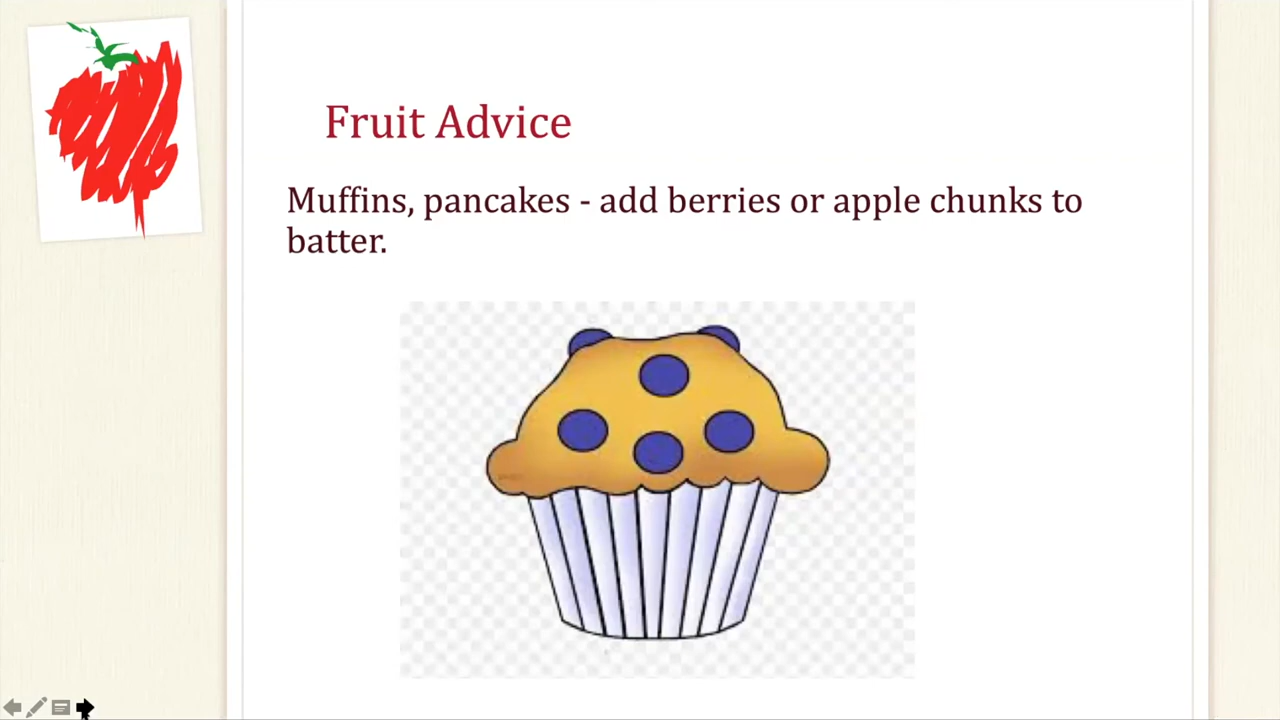 Fruit Advice
Muffins, pancakes - add berries or apple chunks to
batter.